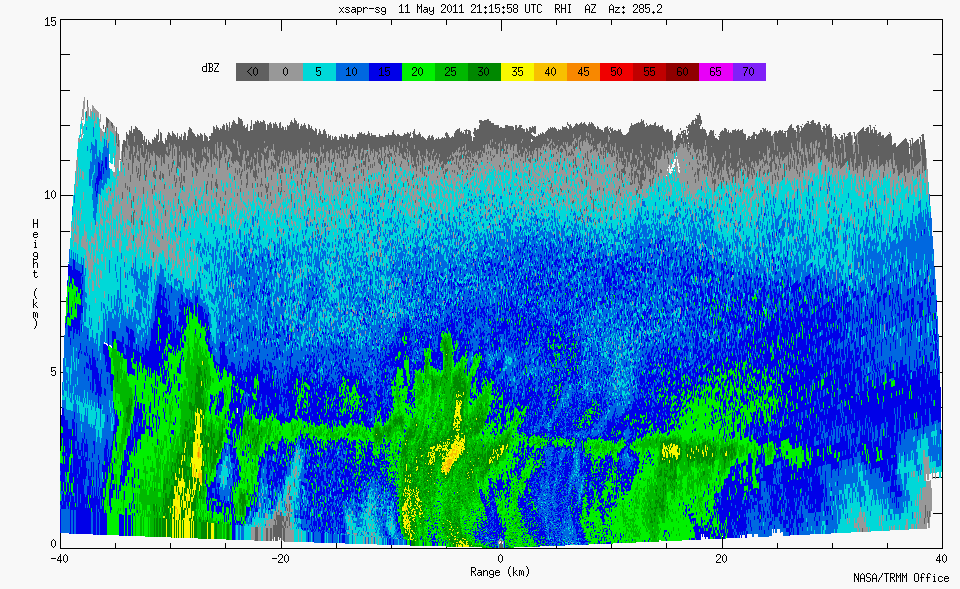 xsapr-sg 11 May 2011 21:15:58 UTC RHI AZ Az: 285.2
15
dBZ <0 0 5 10 15 20 25 30 35 40 45 50 55 60 65 70
10
Height (km)
5
0
-40 -20 0 20 40
Range (km)
NASA/TRMM Office